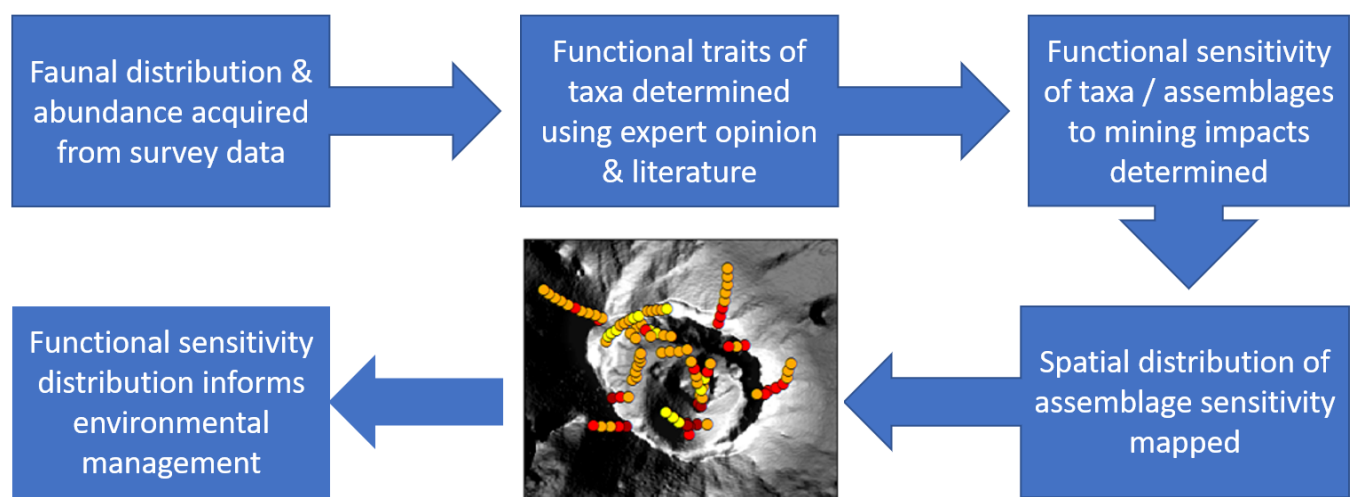 Faunal distribution &
abundance acquired
from survey data
Functional traits of
taxa determined
using expert opinion
& literature
Functional sensitivity
of taxa / assemblages
to mining impacts
determined
Spatial distribution of
assemblage sensitivity
mapped
Functional sensitivity
distribution informs
environmental
management